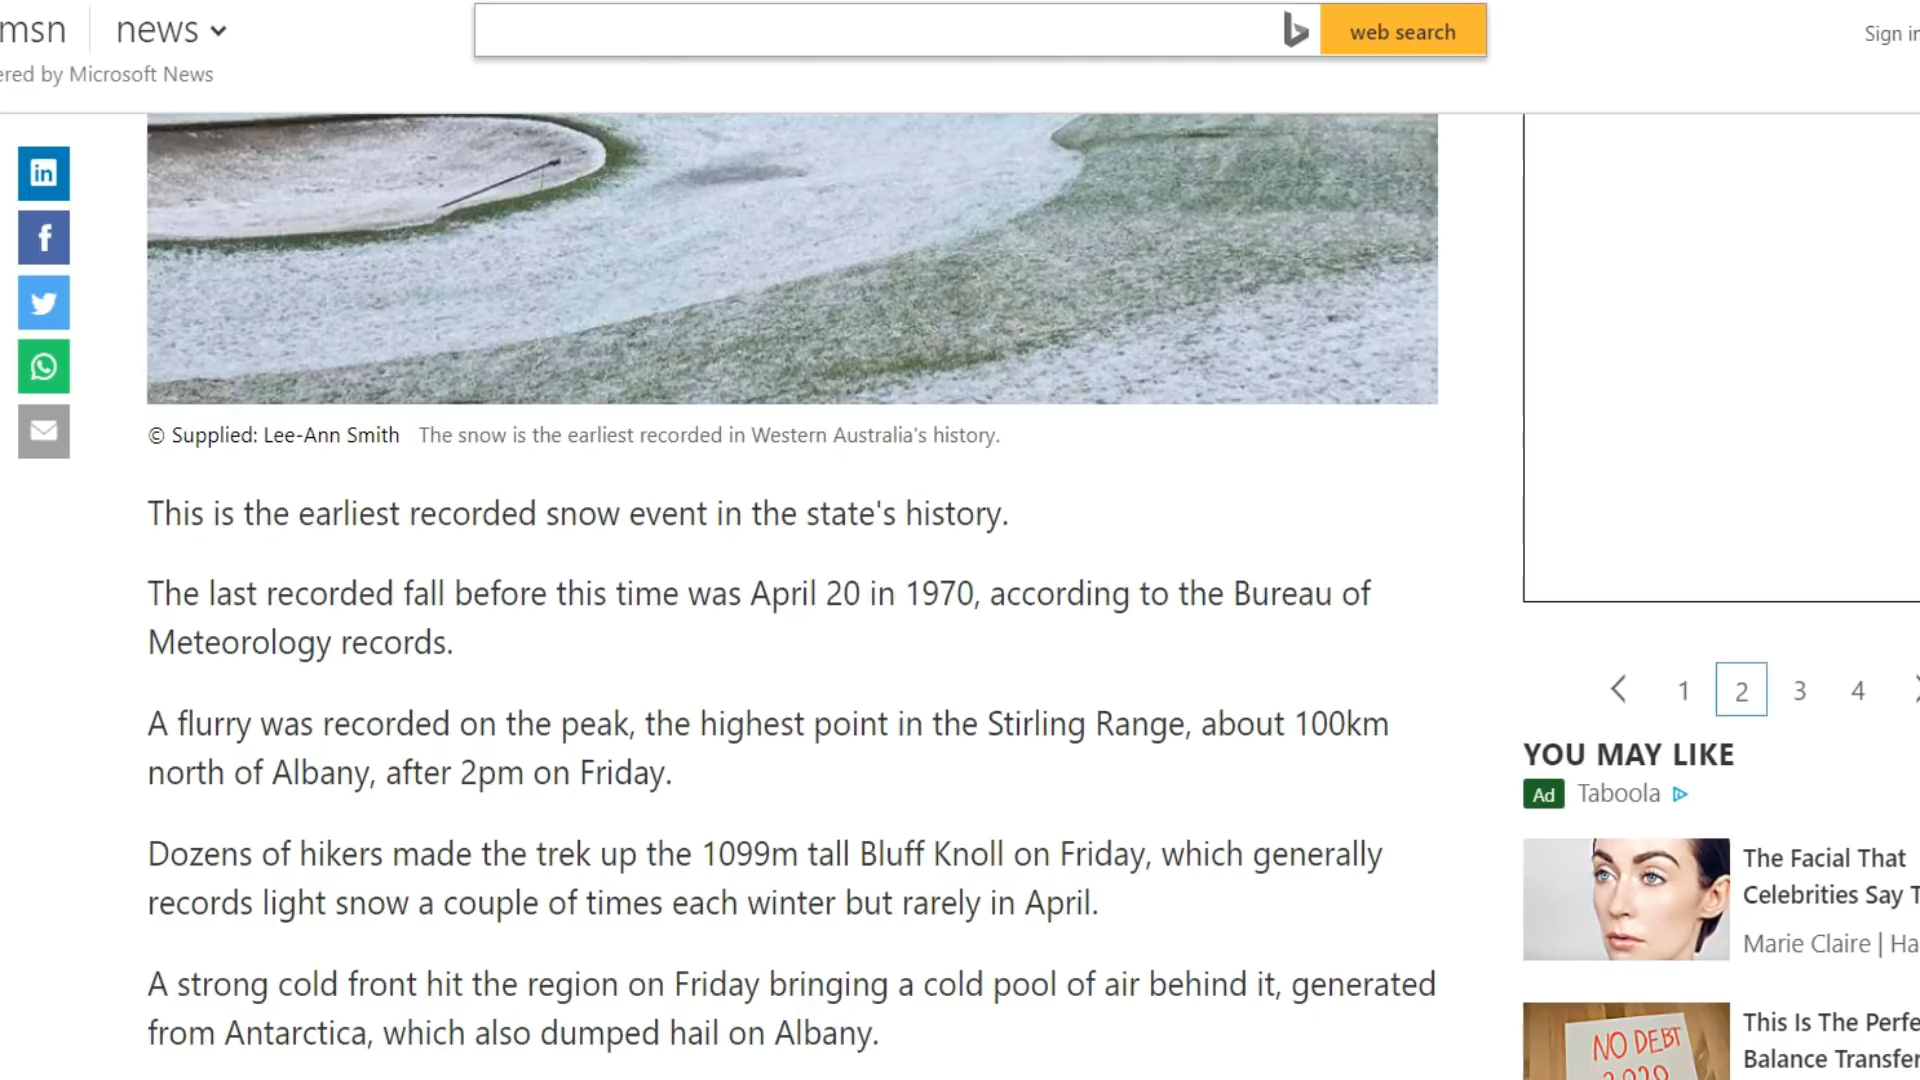 msn news
web search
Sign in
ered by Microsoft News
in
f
© Supplied: Lee-Ann Smith The snow is the earliest recorded in Western Australia's history.
This is the earliest recorded snow event in the state's history.
The last recorded fall before this time was April 20 in 1970, according to the Bureau of
Meteorology records.
A flurry was recorded on the peak, the highest point in the Stirling Range, about 100km
north of Albany, after 2pm on Friday.
Dozens of hikers made the trek up the 1099m tall Bluff Knoll on Friday, which generally
records light snow a couple of times each winter but rarely in April.
A strong cold front hit the region on Friday bringing a cold pool of air behind it, generated
from Antarctica, which also dumped hail on Albany.
1 2 3 4
YOU MAY LIKE
Ad Taboola
The Facial That
Celebrities Say T
Marie Claire | Ha
This Is The Perfe
Balance Transfer
NO DEBT
2020